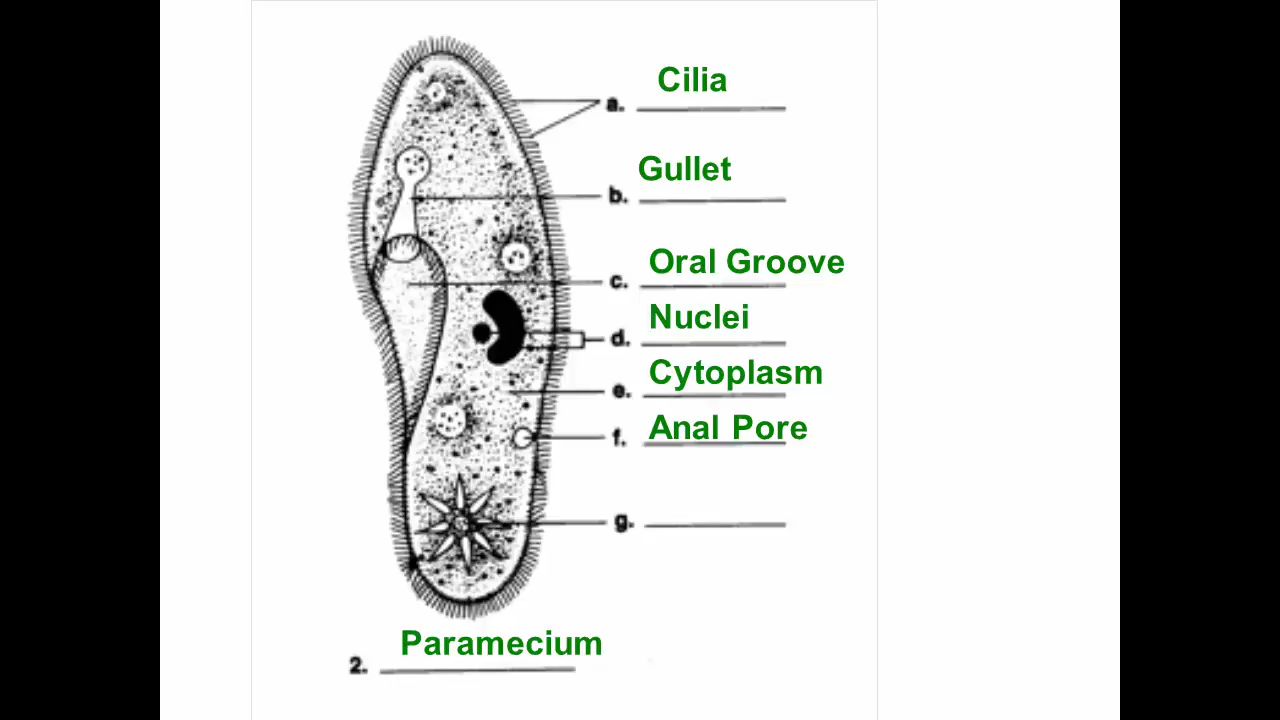 Cilia
a.
Gullet
b.
Oral Groove
c.
Nuclei
d.
Cytoplasm
e.
Anal Pore
f.
g.
Paramecium
2.